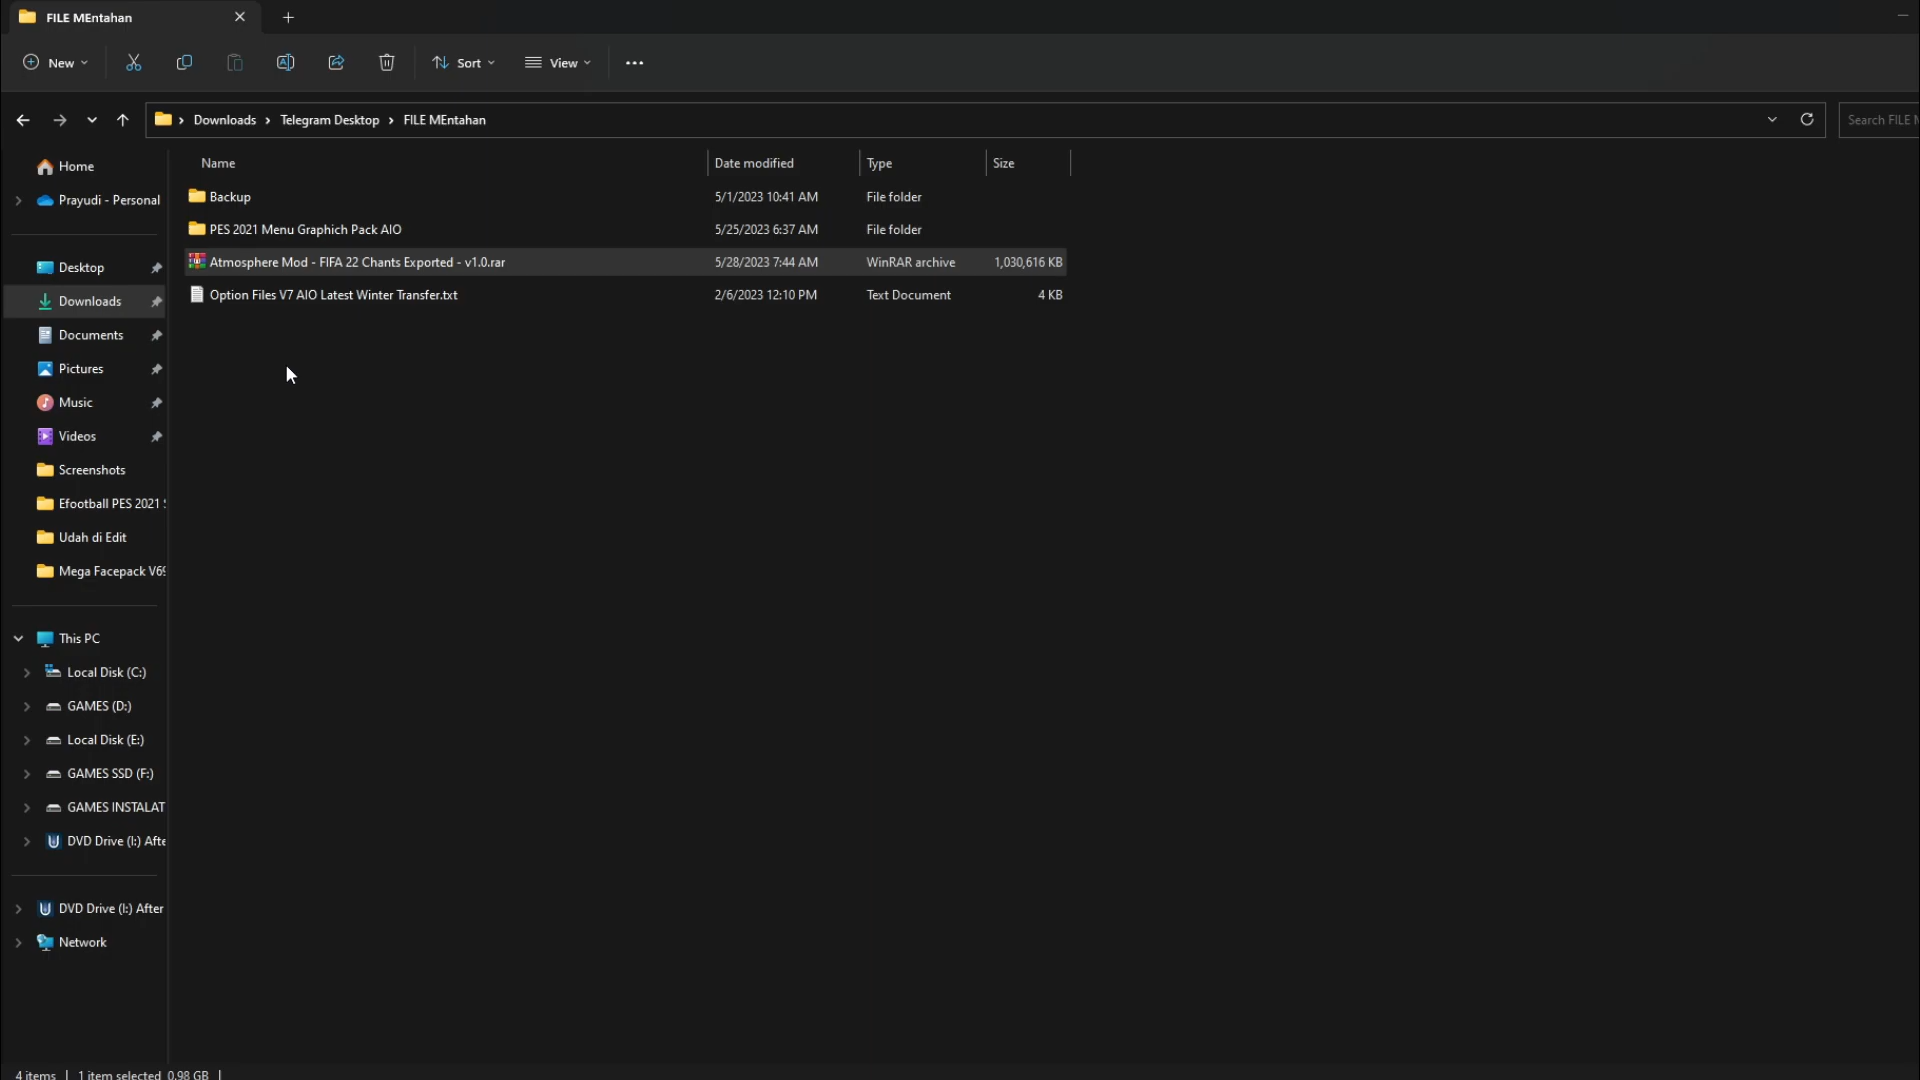 FILE MEntahan
New
Sort
View
Downloads > Telegram Desktop > FILE MEntahan
Search FILE
Home
Prayudi - Personal
Desktop
Downloads
Documents
Pictures
Music
Videos
Screenshots
Efootball PES 2021
Udah di Edit
Mega Facepack V69
This PC
Local Disk (C:)
GAMES (D:)
Local Disk (E:)
GAMES SSD (F:)
GAMES INSTALAT
DVD Drive (I:) Afte
DVD Drive (I:) After
Network
Name Date modified Type Size
Backup 5/1/2023 10:41 AM File folder
PES 2021 Menu Graphich Pack AIO 5/25/2023 6:37 AM File folder
Atmosphere Mod - FIFA 22 Chants Exported - v1.0.rar 5/28/2023 7:44 AM WinRAR archive 1,030,616 KB
Option Files V7 AIO Latest Winter Transfer.txt 2/6/2023 12:10 PM Text Document 4 KB
4 items | 1 item selected 0.98 GB |